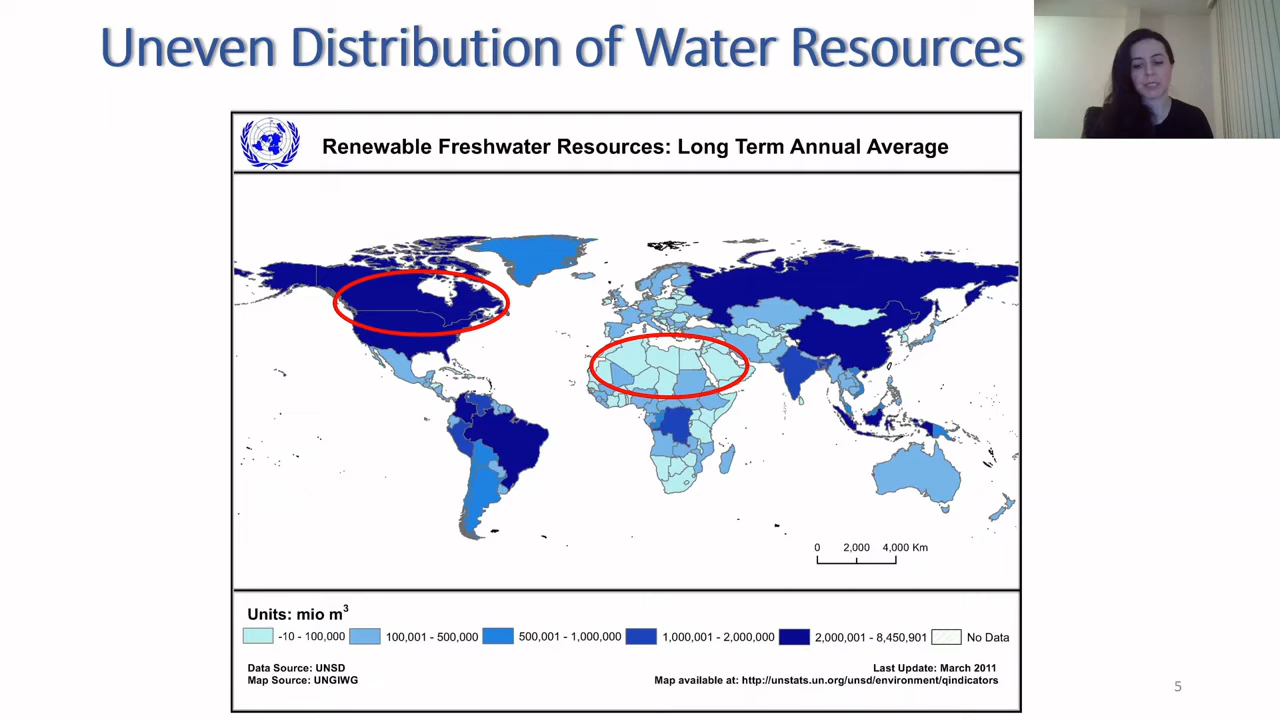 Uneven Distribution of Water Resources
Renewable Freshwater Resources: Long Term Annual Average
0 2,000 4,000 Km
Units: mio m³
-10 - 100,000 100,001 - 500,000 500,001 - 1,000,000 1,000,001 - 2,000,000 2,000,001 - 8,450,901 No Data
Data Source: UNSD Last Update: March 2011
Map Source: UNGIWG Map available at: http://unstats.un.org/unsd/environment/qindicators
5